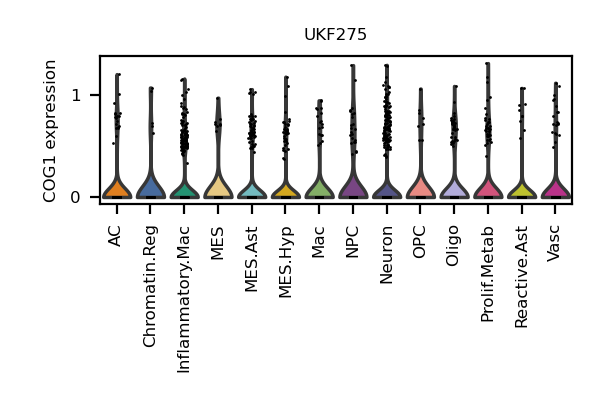 UKF275
COG1 expression
1
0
AC
Chromatin.Reg
Inflammatory.Mac
MES
MES.Ast
MES.Hyp
Mac
NPC
Neuron
OPC
Oligo
Prolif.Metab
Reactive.Ast
Vasc